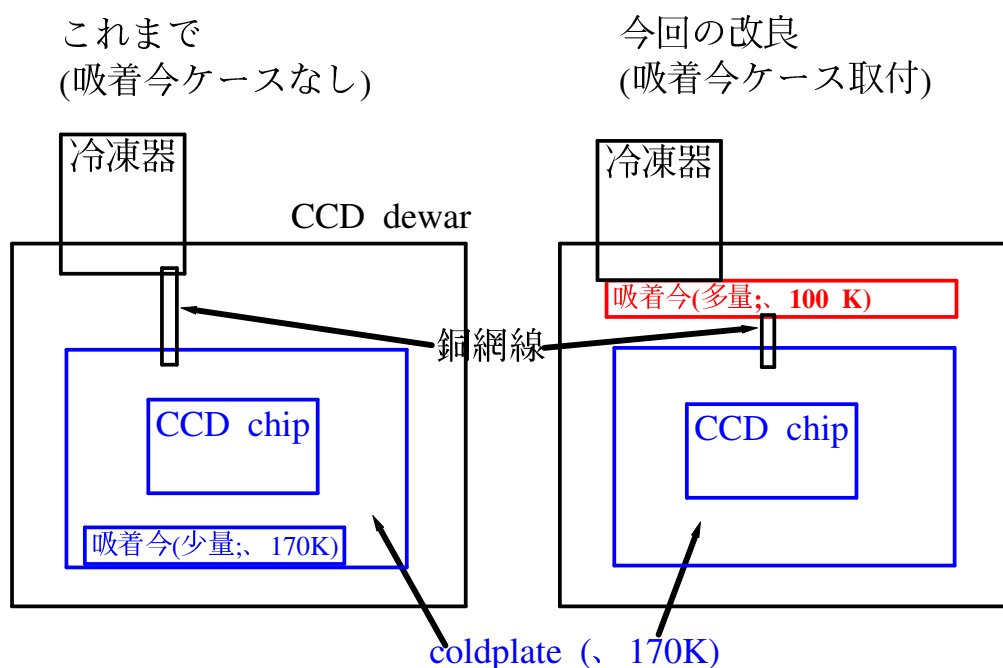 これまで
(吸着今ケースなし)
今回の改良
(吸着今ケース取付)
冷凍器
冷凍器
CCD dewar
吸着今(多量;、100 K)
銅網線
CCD chip
CCD chip
吸着今(少量;、170K)
coldplate (、170K)